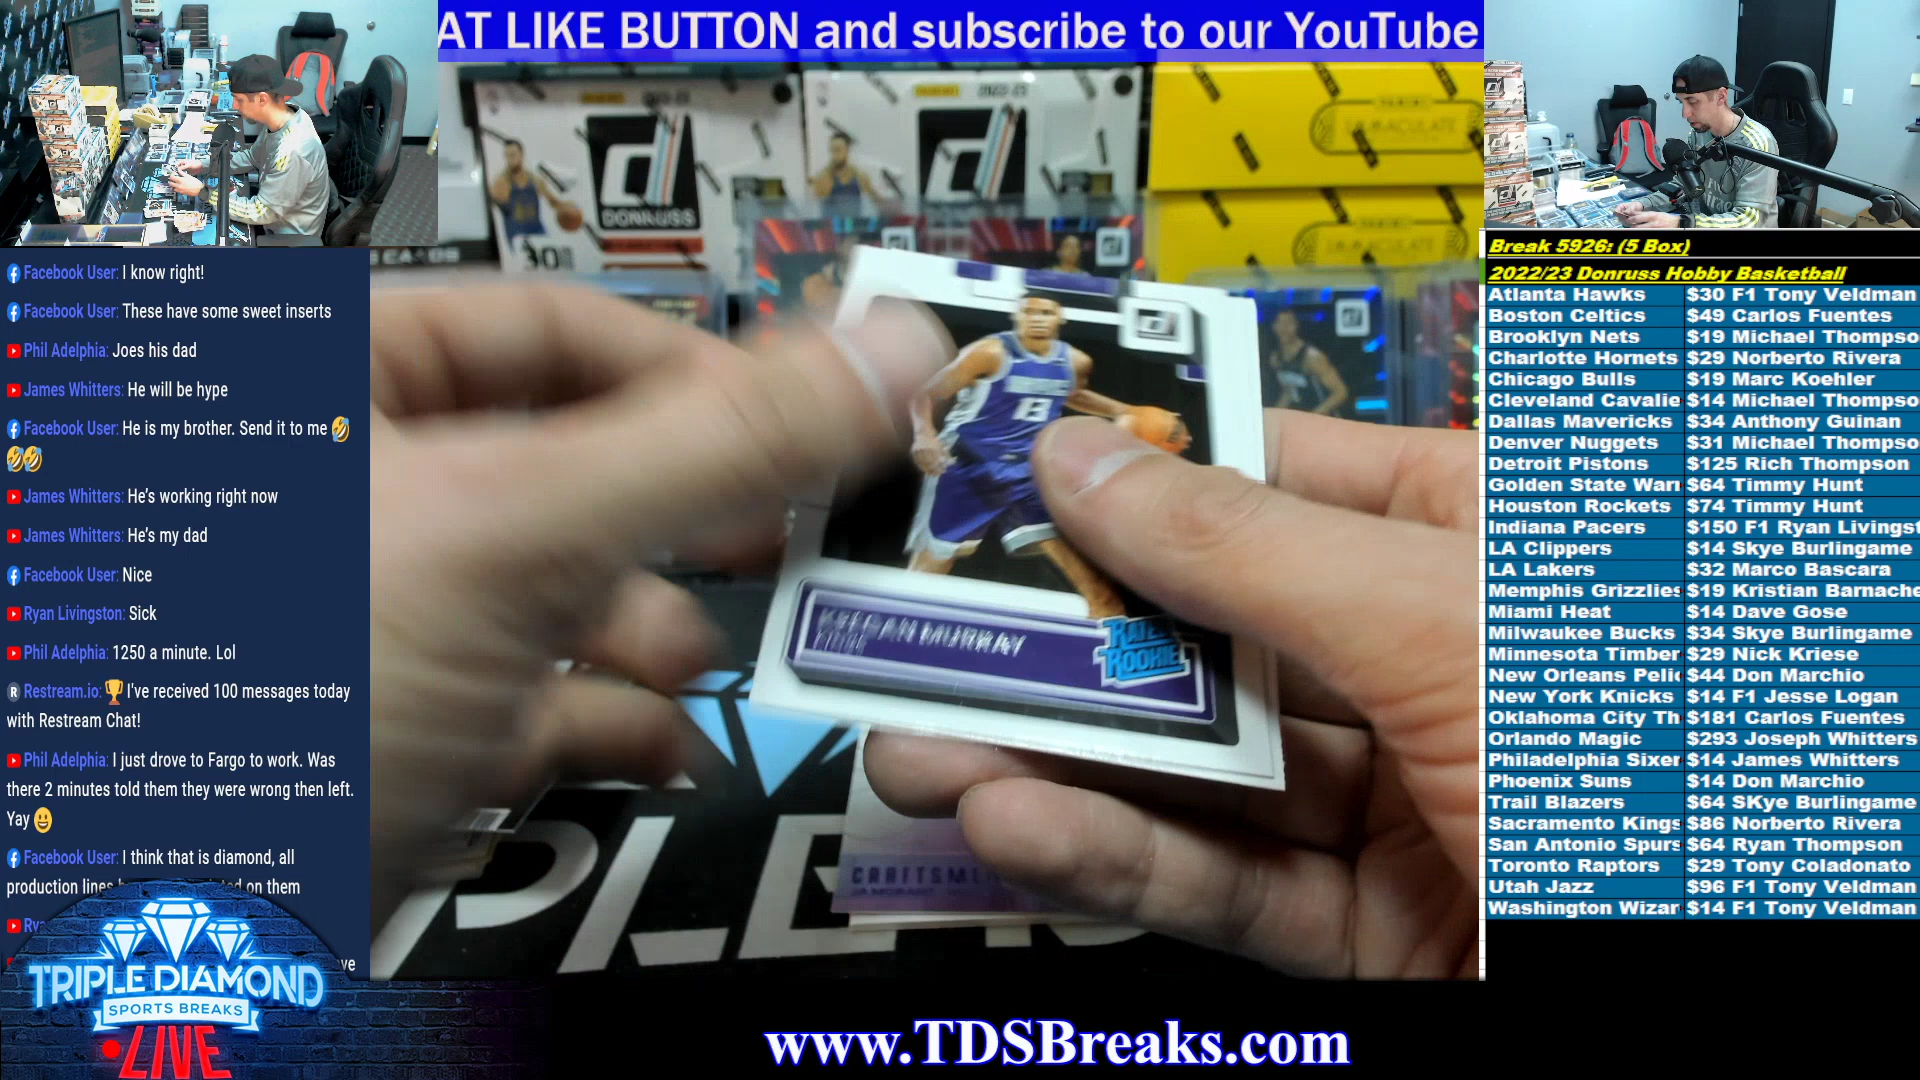 AT LIKE BUTTON and subscribe to our YouTube
Facebook User: I know right!
Facebook User: These have some sweet inserts
Phil Adelphia: Joes his dad
James Whitters: He will be hype
Facebook User: He is my brother. Send it to me 🤣
🤣🤣
James Whitters: He's working right now
James Whitters: He's my dad
Facebook User: Nice
Ryan Livingston: Sick
Phil Adelphia: 1250 a minute. Lol
Restream.io: 🏆 I've received 100 messages today
with Restream Chat!
Phil Adelphia: I just drove to Fargo to work. Was
there 2 minutes told them they were wrong then left.
Yay 😀
Facebook User: I think that is diamond, all
production lines on them
TRIPLE DIAMOND
SPORTS BREAKS
LIVE
DONRUSS
PANINI
IMMACULATE
13
KEEGAN MURRAY
RATED
ROOKIE
CRAFTSMEN
JA MORANT
www.TDSBreaks.com
Break 5926: (5 Box)
2022/23 Donruss Hobby Basketball
Atlanta Hawks $30 F1 Tony Veldman
Boston Celtics $49 Carlos Fuentes
Brooklyn Nets $19 Michael Thompso
Charlotte Hornets $29 Norberto Rivera
Chicago Bulls $19 Marc Koehler
Cleveland Cavalie $14 Michael Thompso
Dallas Mavericks $34 Anthony Guinan
Denver Nuggets $31 Michael Thompso
Detroit Pistons $125 Rich Thompson
Golden State Warr $64 Timmy Hunt
Houston Rockets $74 Timmy Hunt
Indiana Pacers $150 F1 Ryan Livingst
LA Clippers $14 Skye Burlingame
LA Lakers $32 Marco Bascara
Memphis Grizzlies $19 Kristian Barnache
Miami Heat $14 Dave Gose
Milwaukee Bucks $34 Skye Burlingame
Minnesota Timber $29 Nick Kriese
New Orleans Pelic $44 Don Marchio
New York Knicks $14 F1 Jesse Logan
Oklahoma City Th $181 Carlos Fuentes
Orlando Magic $293 Joseph Whitters
Philadelphia Sixer $14 James Whitters
Phoenix Suns $14 Don Marchio
Trail Blazers $64 SKye Burlingame
Sacramento Kings $86 Norberto Rivera
San Antonio Spurs $64 Ryan Thompson
Toronto Raptors $29 Tony Coladonato
Utah Jazz $96 F1 Tony Veldman
Washington Wizar $14 F1 Tony Veldman